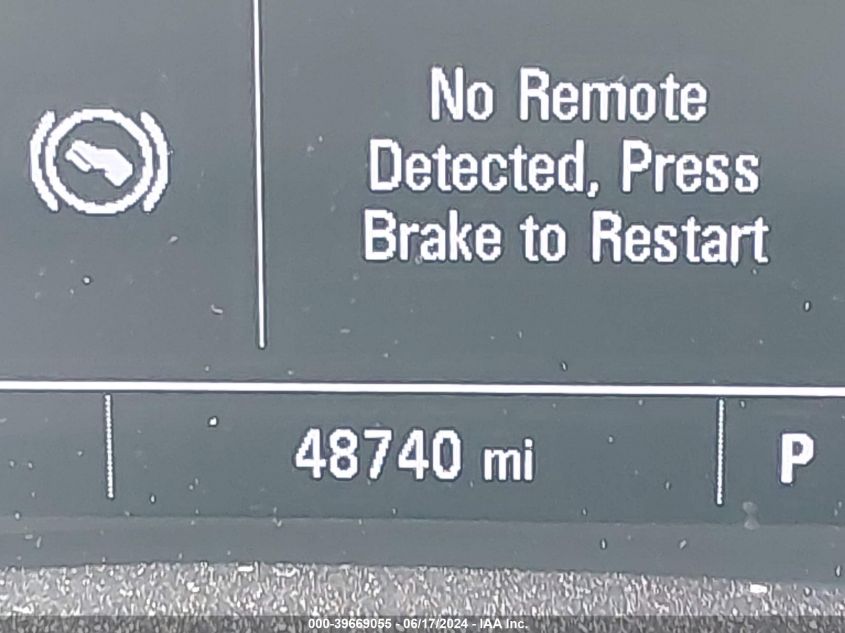 No Remote
Detected, Press
Brake to Restart
48740 mi
P
000-39669055 - 06/17/2024 - IAA Inc.